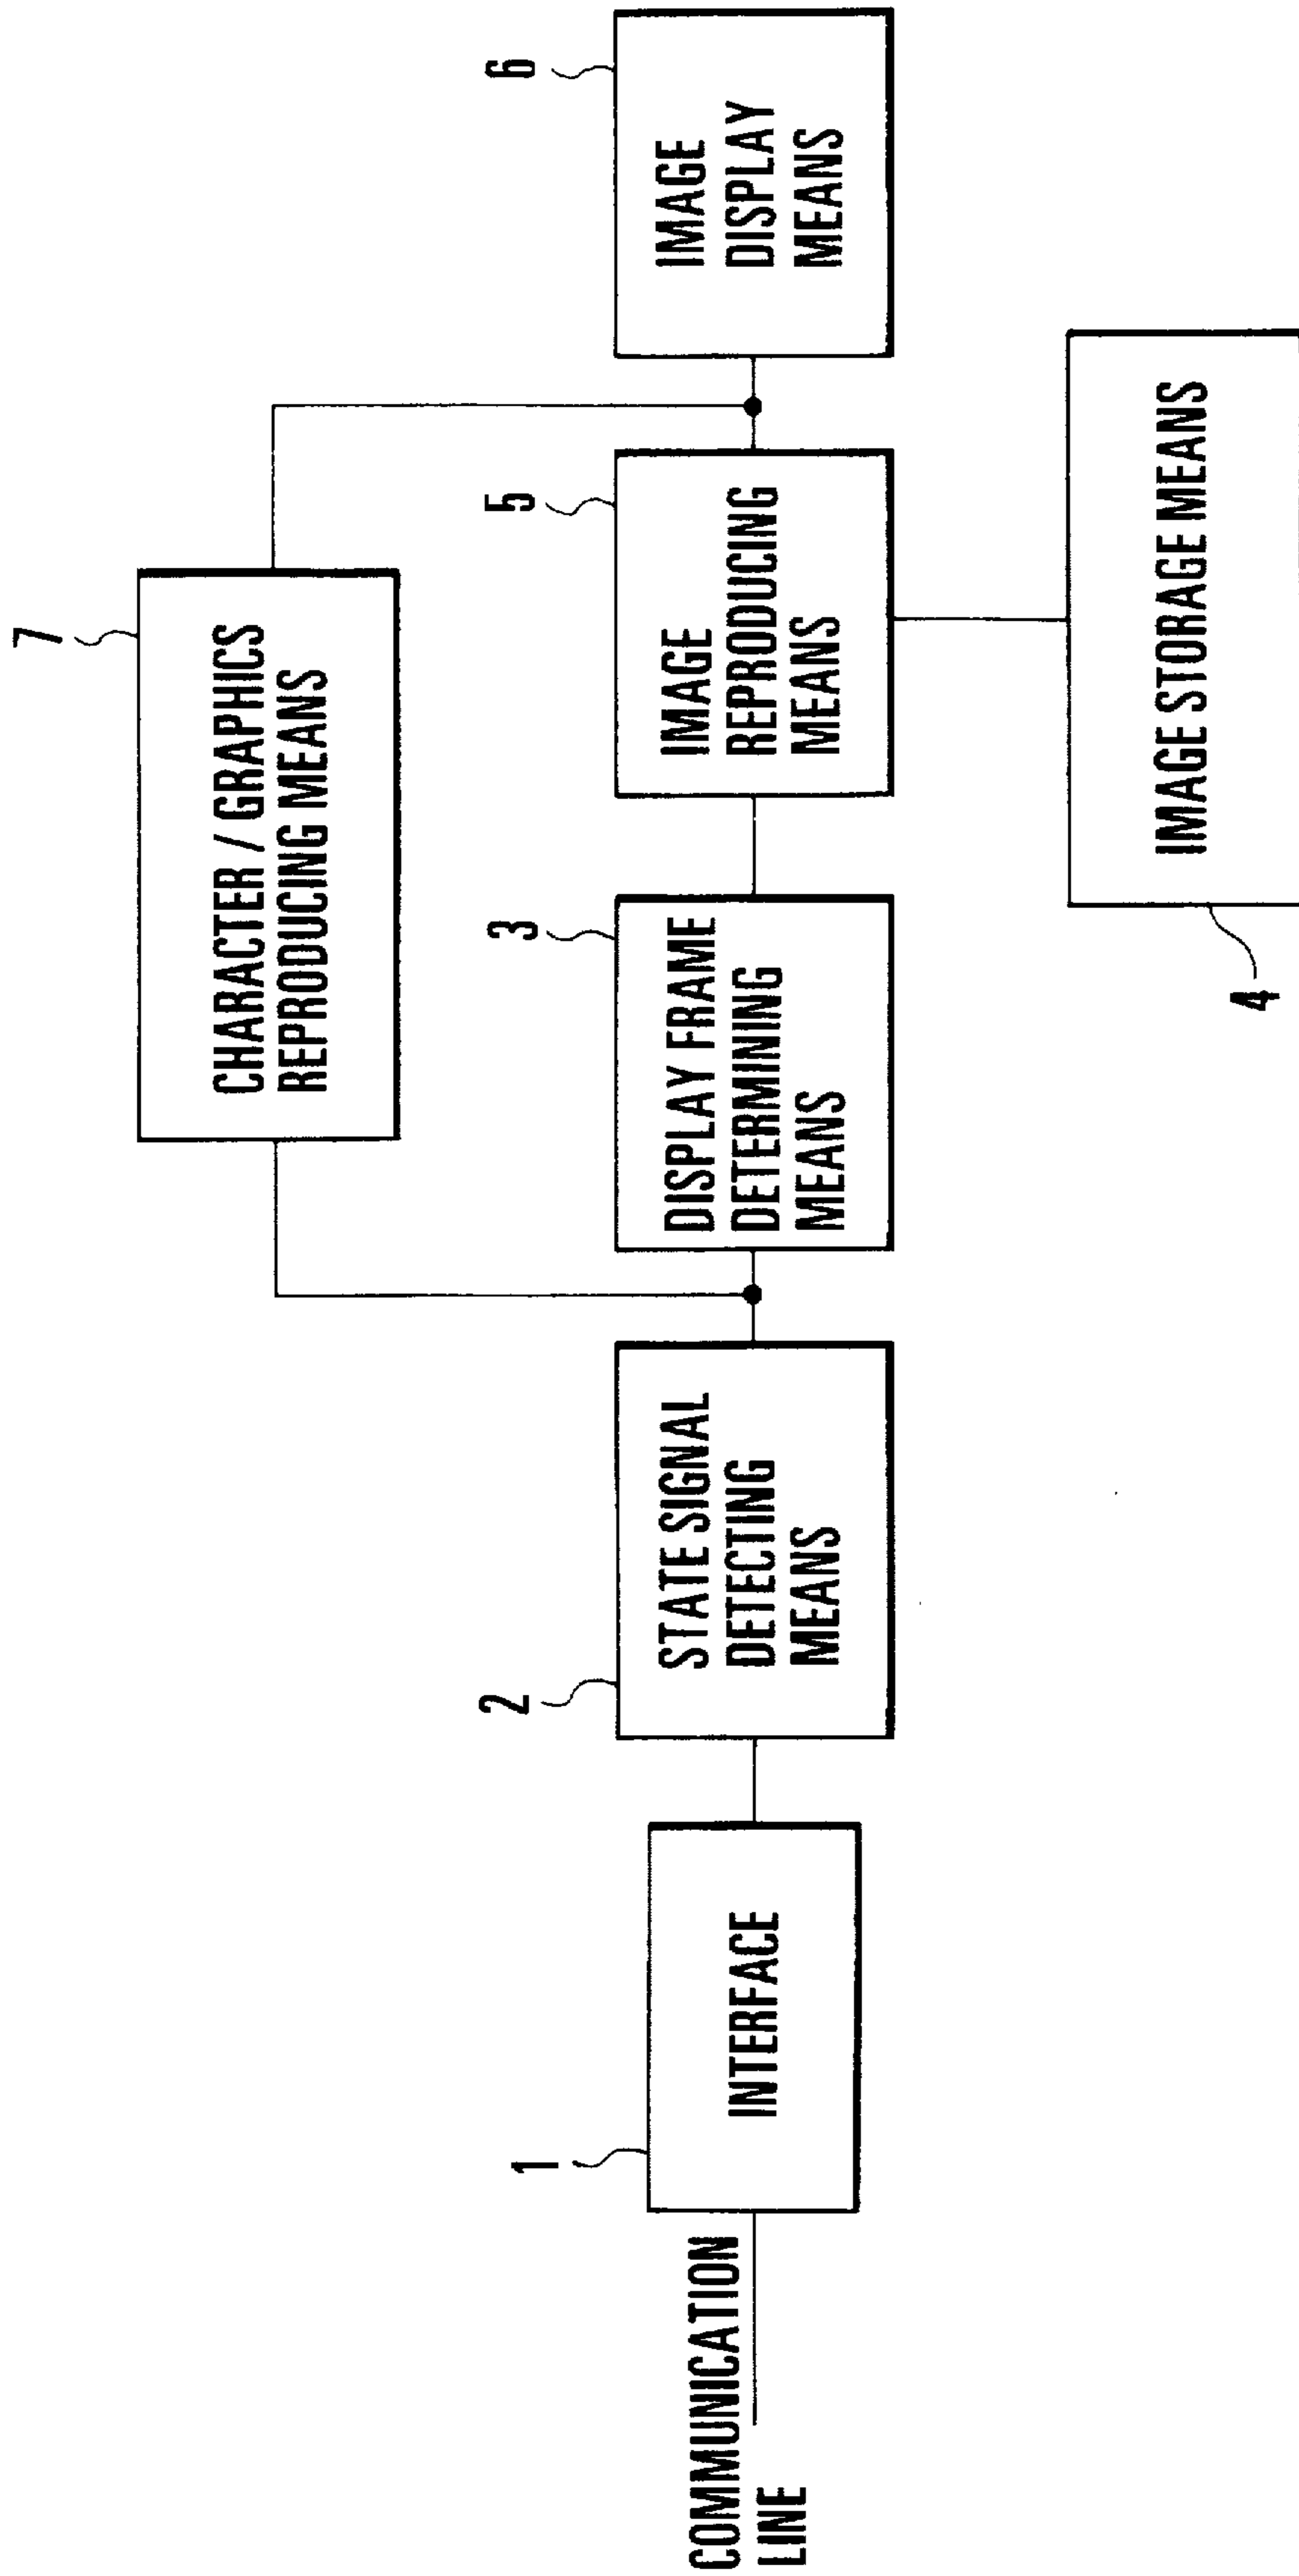 7
CHARACTER / GRAPHICS
REPRODUCING MEANS
1
2
3
5
6
COMMUNICATION
LINE
INTERFACE
STATE SIGNAL
DETECTING
MEANS
DISPLAY FRAME
DETERMINING
MEANS
IMAGE
REPRODUCING
MEANS
IMAGE
DISPLAY
MEANS
4
IMAGE STORAGE MEANS